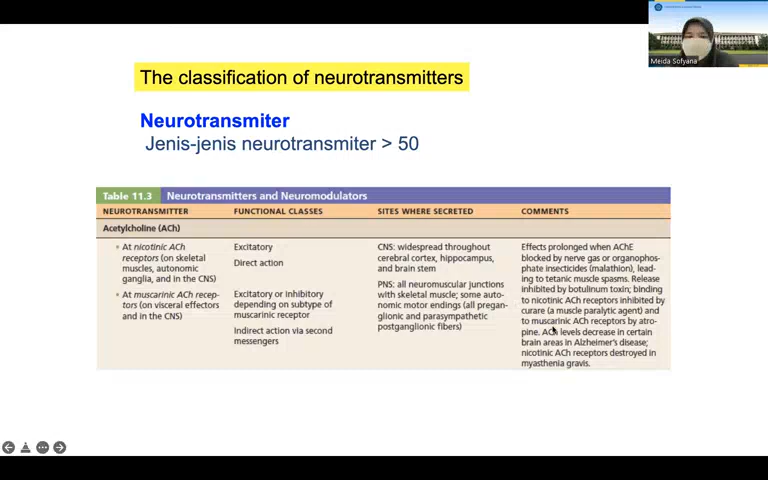 Meida Sofyana
The classification of neurotransmitters
Neurotransmiter
Jenis-jenis neurotransmiter > 50
Table 11.3 Neurotransmitters and Neuromodulators
NEUROTRANSMITTER FUNCTIONAL CLASSES SITES WHERE SECRETED COMMENTS
Acetylcholine (ACh)
• At nicotinic ACh
receptors (on skeletal
muscles, autonomic
ganglia, and in the CNS)
• At muscarinic ACh recep-
tors (on visceral effectors
and in the CNS)
Excitatory
Direct action
Excitatory or inhibitory
depending on subtype of
muscarinic receptor
Indirect action via second
messengers
CNS: widespread throughout
cerebral cortex, hippocampus,
and brain stem
PNS: all neuromuscular junctions
with skeletal muscle; some auto-
nomic motor endings (all pregan-
glionic and parasympathetic
postganglionic fibers)
Effects prolonged when AChE
blocked by nerve gas or organophos-
phate insecticides (malathion), lead-
ing to tetanic muscle spasms. Release
inhibited by botulinum toxin; binding
to nicotinic ACh receptors inhibited by
curare (a muscle paralytic agent) and
to muscarinic ACh receptors by atro-
pine. ACh levels decrease in certain
brain areas in Alzheimer's disease;
nicotinic ACh receptors destroyed in
myasthenia gravis.